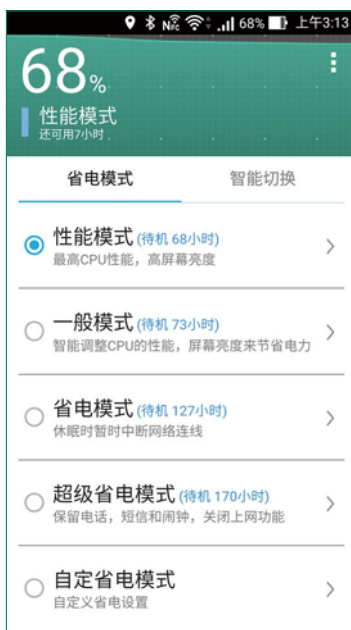 NFC 68% 上午3:13
68%
性能模式
还可用7小时
省电模式 智能切换
性能模式 (待机 68小时)
最高CPU性能，高屏幕亮度
一般模式 (待机 73小时)
智能调整CPU的性能，屏幕亮度来节省电力
省电模式 (待机 127小时)
休眠时暂时中断网络连线
超级省电模式 (待机 170小时)
保留电话，短信和闹钟，关闭上网功能
自定省电模式
自定义省电设置